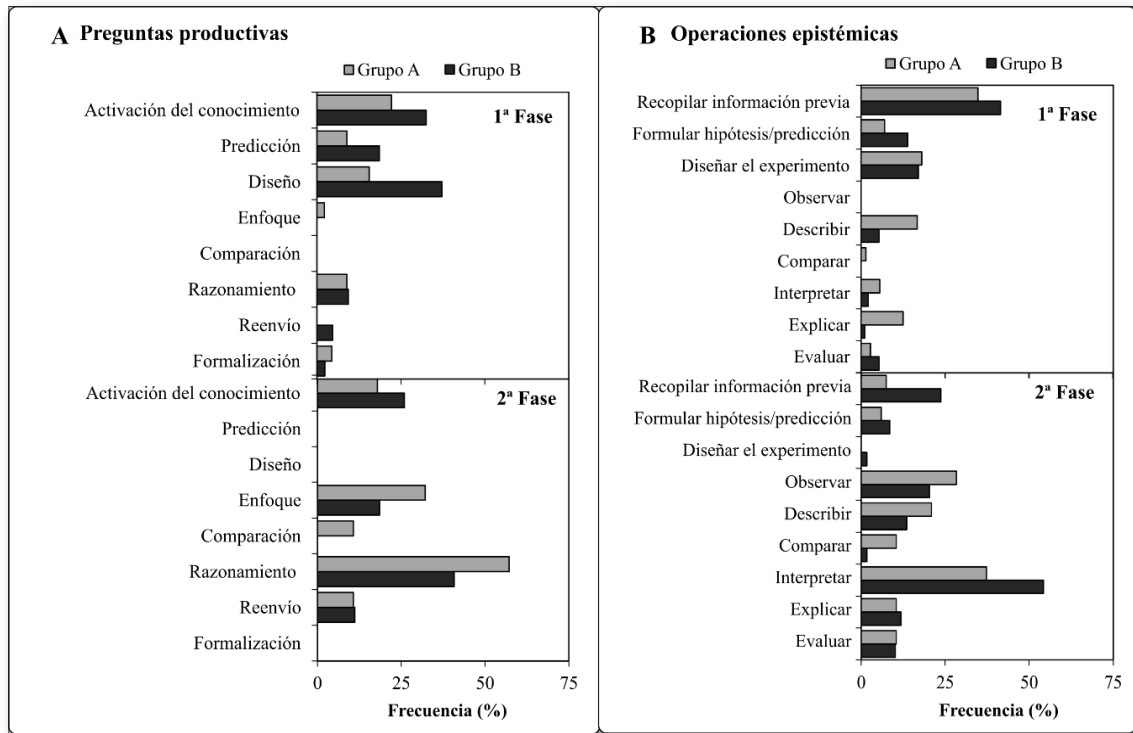 A Preguntas productivas
Grupo A Grupo B
1ª Fase
Activación del conocimiento
Predicción
Diseño
Enfoque
Comparación
Razonamiento
Reenvío
Formalización
2ª Fase
Activación del conocimiento
Predicción
Diseño
Enfoque
Comparación
Razonamiento
Reenvío
Formalización
0 25 50 75
Frecuencia (%)
B Operaciones epistémicas
Grupo A Grupo B
1ª Fase
Recopilar información previa
Formular hipótesis/predicción
Diseñar el experimento
Observar
Describir
Comparar
Interpretar
Explicar
Evaluar
2ª Fase
Recopilar información previa
Formular hipótesis/predicción
Diseñar el experimento
Observar
Describir
Comparar
Interpretar
Explicar
Evaluar
0 25 50 75
Frecuencia (%)